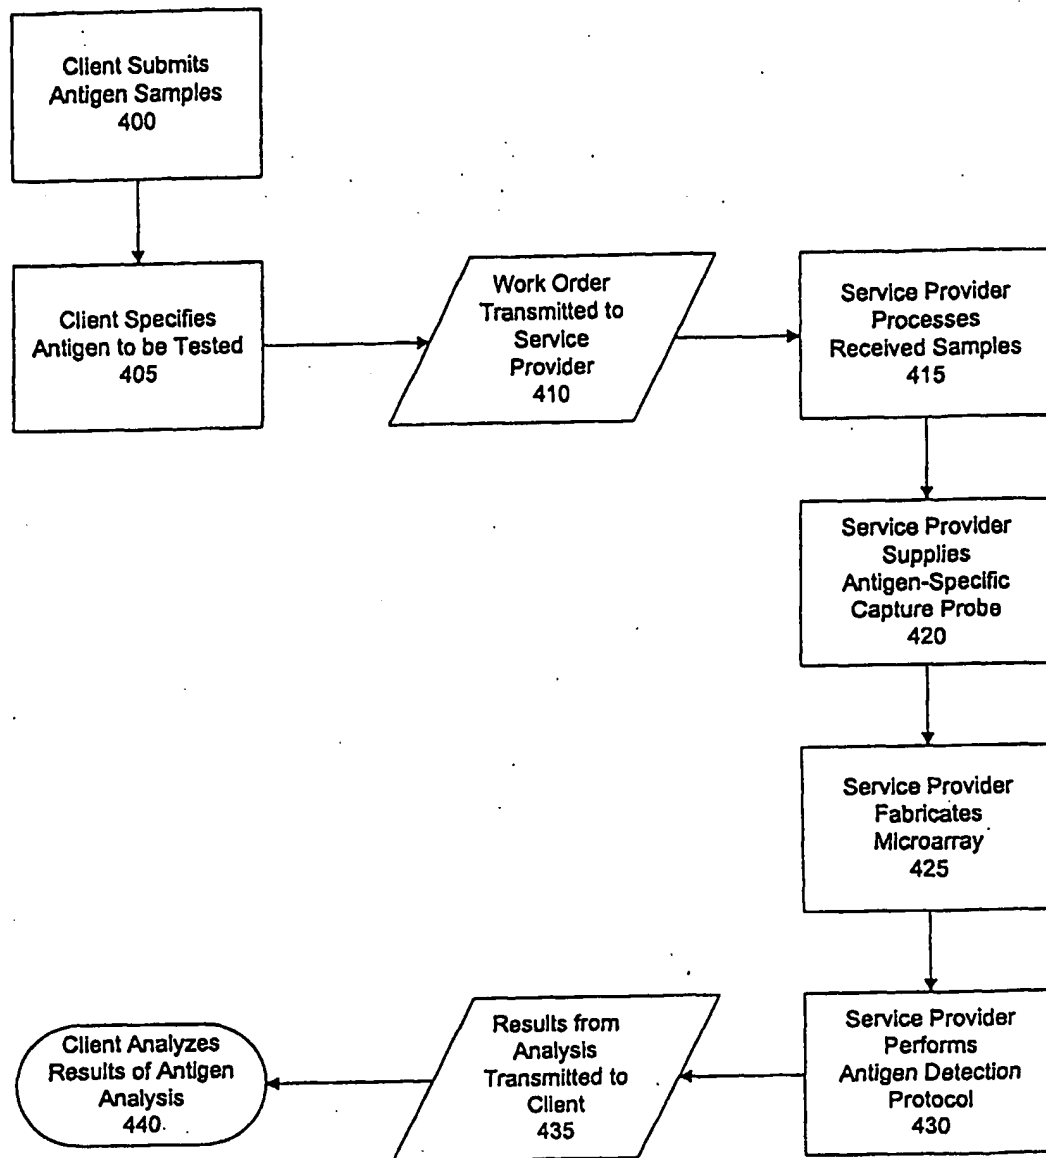 Client Submits
Antigen Samples
400
Client Specifies
Antigen to be Tested
405
Work Order
Transmitted to
Service
Provider
410
Service Provider
Processes
Received Samples
415
Service Provider
Supplies
Antigen-Specific
Capture Probe
420
Service Provider
Fabricates
Microarray
425
Service Provider
Performs
Antigen Detection
Protocol
430
Results from
Analysis
Transmitted to
Client
435
Client Analyzes
Results of Antigen
Analysis
440